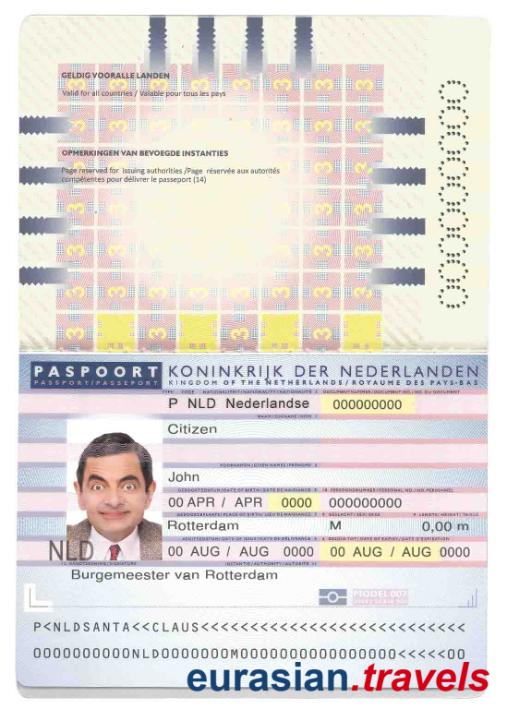 GELDIG VOORALLE LANDEN
Valid for all countries / Valable pour tous les pays
OPMERKINGEN VAN BEVOEGDE INSTANTIES
Page reserved for issuing authorities /Page réservée aux autorités
compétentes pour délivrer le passeport (14)
PASPOORT KONINKRIJK DER NEDERLANDEN
PASSPORT/PASSEPORT KINGDOM OF THE NETHERLANDS/ROYAUME DES PAYS-BAS
P NLD Nederlandse 000000000
Citizen
John
00 APR / APR 0000 000000000
Rotterdam M 0,00 m
NLD 00 AUG / AUG 0000 00 AUG / AUG 0000
Burgemeester van Rotterdam
MODEL 007
P<NLDSANTA<<CLAUS<<<<<<<<<<<<<<<<<<<<<<<<<<<
0000000000NLD0000000M0000000000000000<<<<<00
eurasian.travels